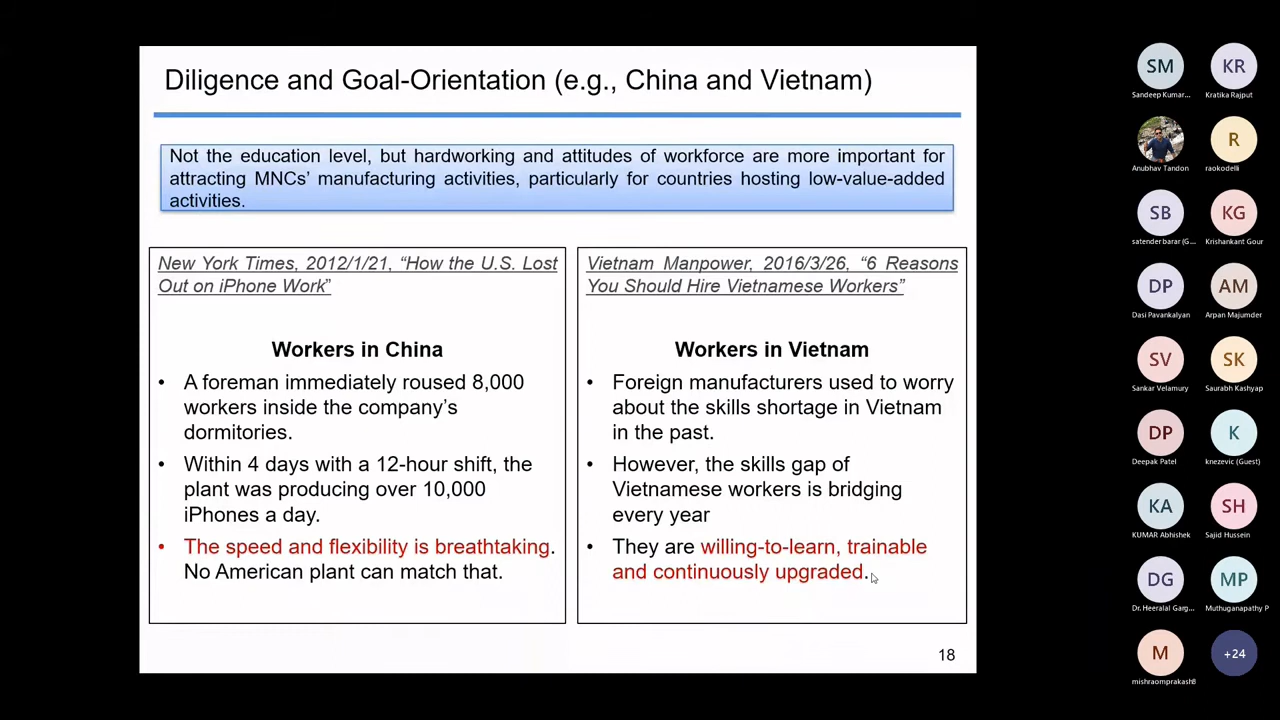 Diligence and Goal-Orientation (e.g., China and Vietnam)
Not the education level, but hardworking and attitudes of workforce are more important for
attracting MNCs' manufacturing activities, particularly for countries hosting low-value-added
activities.
New York Times, 2012/1/21, “How the U.S. Lost
Out on iPhone Work”
Workers in China
• A foreman immediately roused 8,000
workers inside the company’s
dormitories.
• Within 4 days with a 12-hour shift, the
plant was producing over 10,000
iPhones a day.
• The speed and flexibility is breathtaking.
No American plant can match that.
Vietnam Manpower, 2016/3/26, “6 Reasons
You Should Hire Vietnamese Workers”
Workers in Vietnam
• Foreign manufacturers used to worry
about the skills shortage in Vietnam
in the past.
• However, the skills gap of
Vietnamese workers is bridging
every year
• They are willing-to-learn, trainable
and continuously upgraded.
18
SM
Sandeep Kumar...
KR
Kratika Rajput
Anubhav Tandon
R
raokodelli
SB
satender barar (G...
KG
Krishankant Gour
DP
Dasi Pavankalyan
AM
Arpan Majumder
SV
Sankar Velamury
SK
Saurabh Kashyap
DP
Deepak Patel
K
knezevic (Guest)
KA
KUMAR Abhishek
SH
Sajid Hussein
DG
Dr. Heeralal Garg...
MP
Muthuganapathy P
M
mishraomprakash8
+24